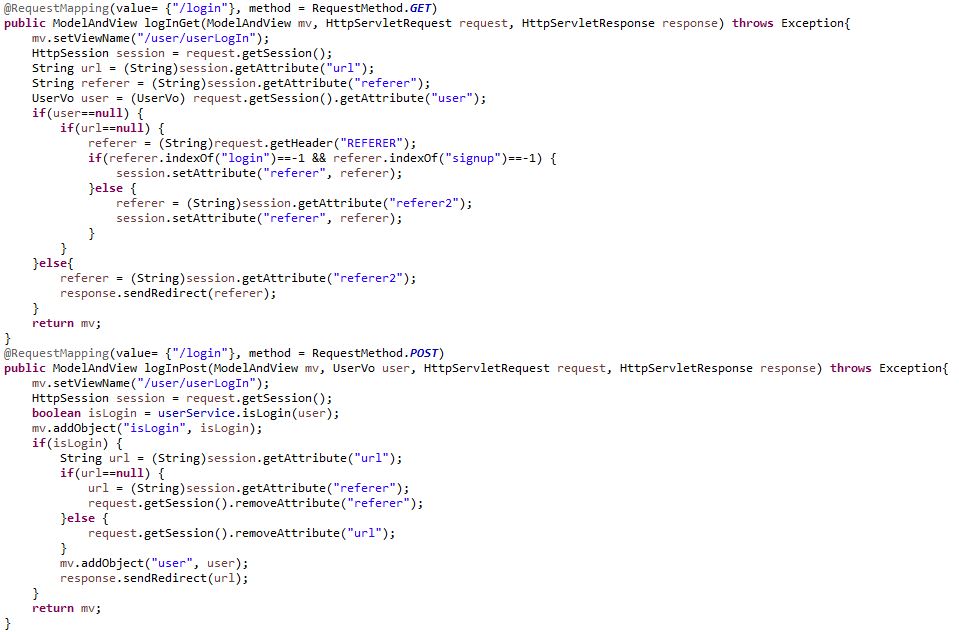 @RequestMapping(value= {"/login"}, method = RequestMethod.GET)
public ModelAndView logInGet(ModelAndView mv, HttpServletRequest request, HttpServletResponse response) throws Exception{
    mv.setViewName("/user/userLogIn");
    HttpSession session = request.getSession();
    String url = (String)session.getAttribute("url");
    String referer = (String)session.getAttribute("referer");
    UserVo user = (UserVo) request.getSession().getAttribute("user");
    if(user==null) {
        if(url==null) {
            referer = (String)request.getHeader("REFERER");
            if(referer.indexOf("login")==-1 && referer.indexOf("signup")==-1) {
                session.setAttribute("referer", referer);
            }else {
                referer = (String)session.getAttribute("referer2");
                session.setAttribute("referer", referer);
            }
        }
    }else{
        referer = (String)session.getAttribute("referer2");
        response.sendRedirect(referer);
    }
    return mv;
}
@RequestMapping(value= {"/login"}, method = RequestMethod.POST)
public ModelAndView logInPost(ModelAndView mv, UserVo user, HttpServletRequest request, HttpServletResponse response) throws Exception{
    mv.setViewName("/user/userLogIn");
    HttpSession session = request.getSession();
    boolean isLogin = userService.isLogin(user);
    mv.addObject("isLogin", isLogin);
    if(isLogin) {
        String url = (String)session.getAttribute("url");
        if(url==null) {
            url = (String)session.getAttribute("referer");
            request.getSession().removeAttribute("referer");
        }else {
            request.getSession().removeAttribute("url");
        }
        mv.addObject("user", user);
        response.sendRedirect(url);
    }
    return mv;
}